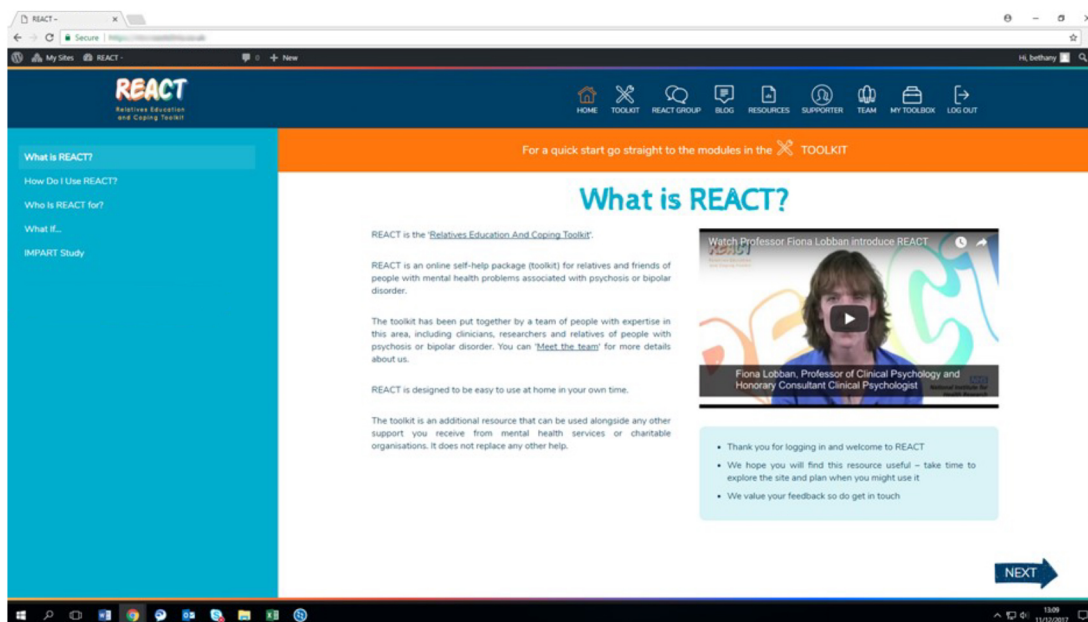 REACT –
Secure
My Sites
REACT -
0
New
Hi, bethany
REACT
Relatives Education
and Coping Toolkit
HOME
TOOLKIT
REACT GROUP
BLOG
RESOURCES
SUPPORTER
TEAM
MY TOOLBOX
LOG OUT
What is REACT?
How Do I Use REACT?
Who Is REACT for?
What If...
IMPART Study
For a quick start go straight to the modules in the TOOLKIT
What is REACT?
REACT is the 'Relatives Education And Coping Toolkit'.
REACT is an online self-help package (toolkit) for relatives and friends of
people with mental health problems associated with psychosis or bipolar
disorder.
The toolkit has been put together by a team of people with expertise in
this area, including clinicians, researchers and relatives of people with
psychosis or bipolar disorder. You can 'Meet the team' for more details
about us.
REACT is designed to be easy to use at home in your own time.
The toolkit is an additional resource that can be used alongside any other
support you receive from mental health services or charitable
organisations. It does not replace any other help.
Watch Professor Fiona Lobban introduce REACT
REACT
Fiona Lobban, Professor of Clinical Psychology and
Honorary Consultant Clinical Psychologist
National Institute for
Health Research
• Thank you for logging in and welcome to REACT
• We hope you will find this resource useful – take time to
explore the site and plan when you might use it
• We value your feedback so do get in touch
NEXT
13:09
11/12/2017